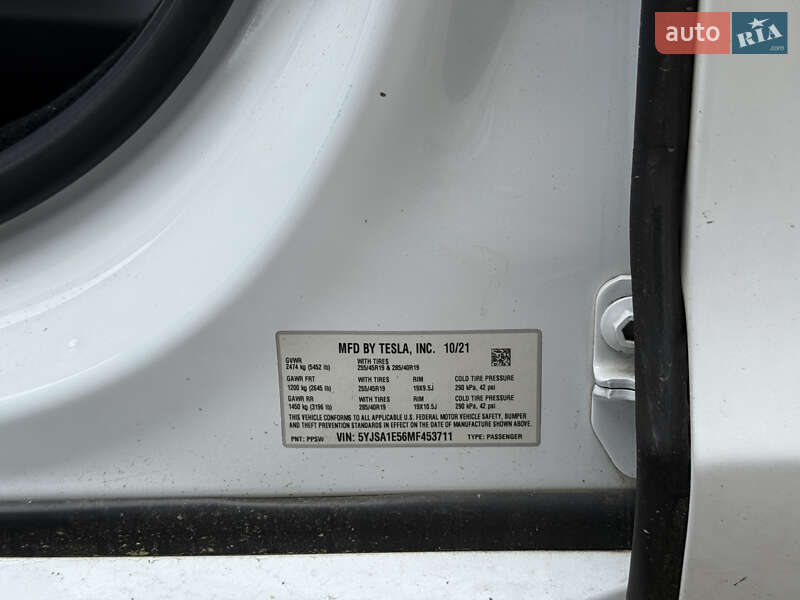 auto RIA .com
MFD BY TESLA, INC. 10/21
GVWR WITH TIRES
2474 kg (5452 lb) 255/45R19 & 285/40R19
GAWR FRT WITH TIRES RIM COLD TIRE PRESSURE
1200 kg (2645 lb) 255/45R19 19X9.5J 290 kPa, 42 psi
GAWR RR WITH TIRES RIM COLD TIRE PRESSURE
1450 kg (3196 lb) 285/40R19 19X10.5J 290 kPa, 42 psi
THIS VEHICLE CONFORMS TO ALL APPLICABLE U.S. FEDERAL MOTOR VEHICLE SAFETY, BUMPER
AND THEFT PREVENTION STANDARDS IN EFFECT ON THE DATE OF MANUFACTURE SHOWN ABOVE.
PNT: PPSW VIN: 5YJSA1E56MF453711 TYPE: PASSENGER